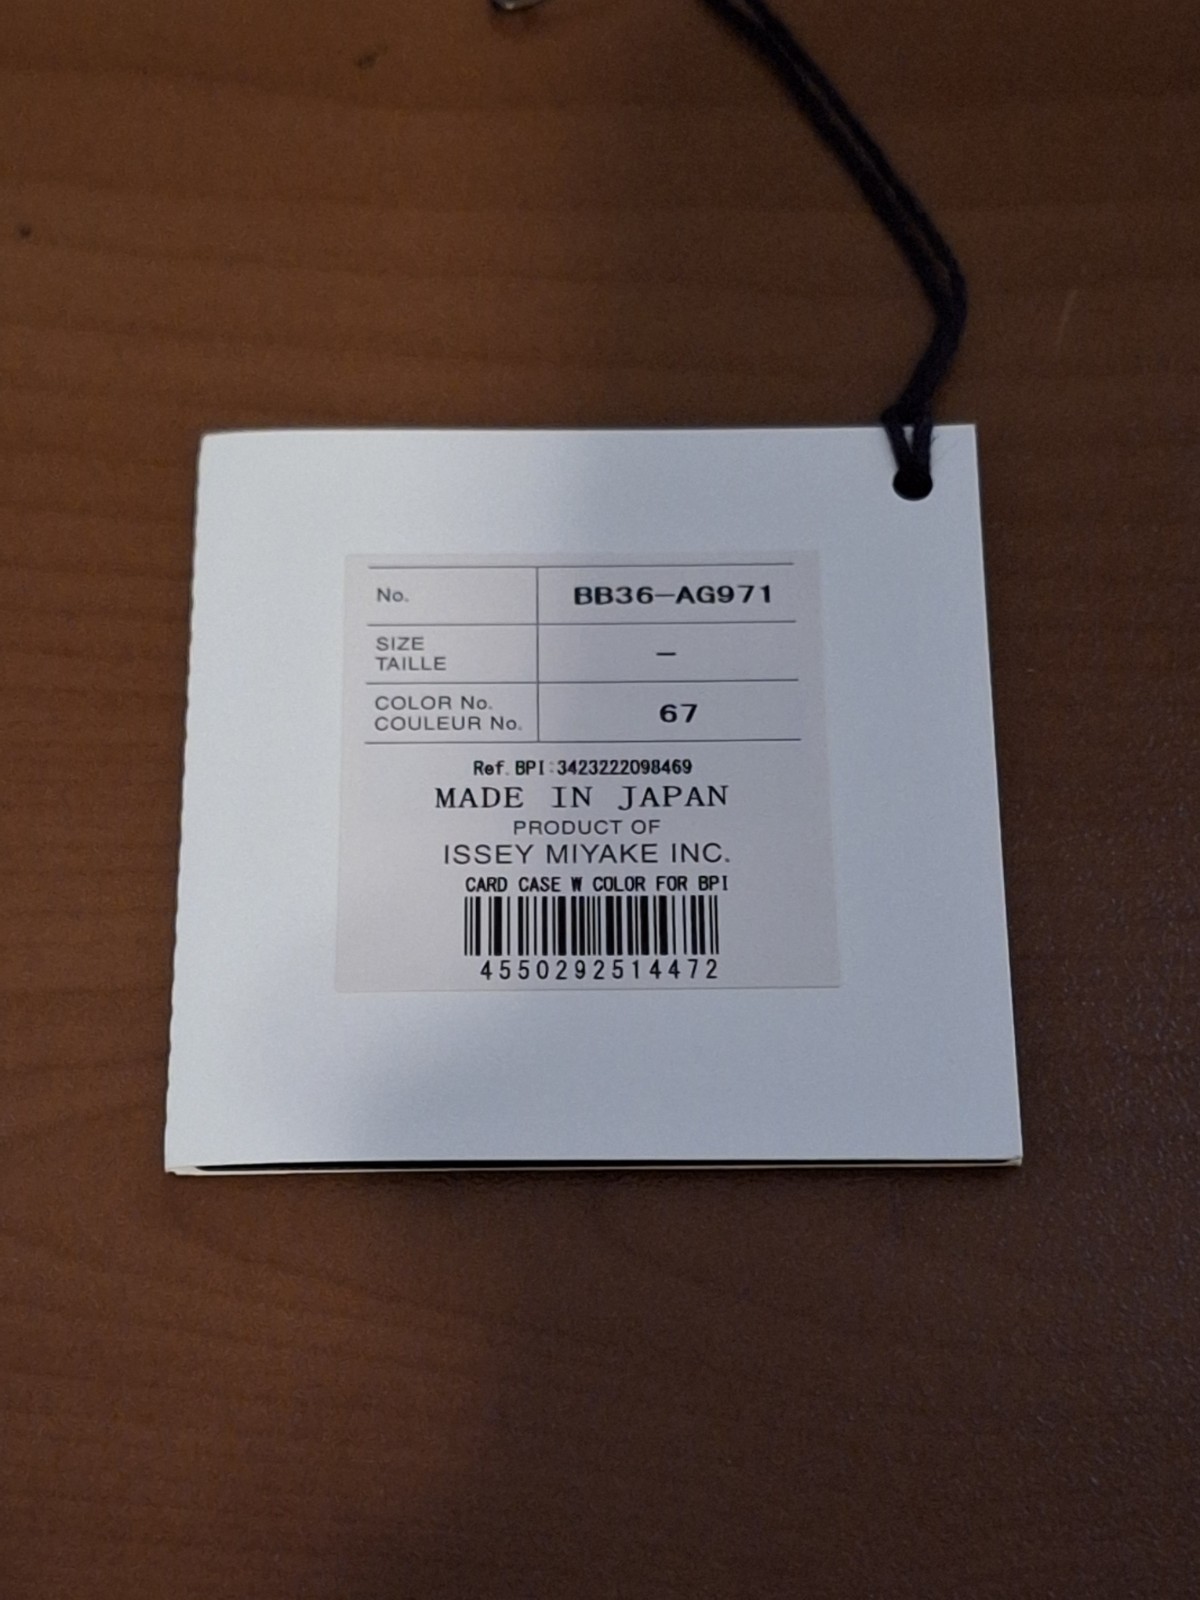 No. BB36-AG971
SIZE
TAILLE –
COLOR No.
COULEUR No. 67
Ref. BPI:3423222098469
MADE IN JAPAN
PRODUCT OF
ISSEY MIYAKE INC.
CARD CASE W COLOR FOR BPI
4550292514472